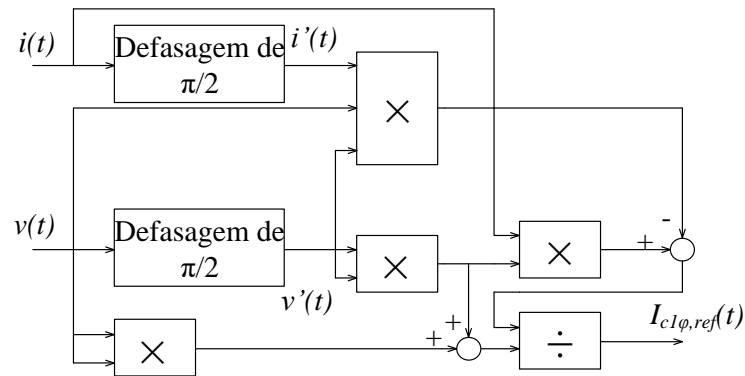 i(t)
Defasagem de
π/2
i’(t)
×
-
v(t)
Defasagem de
π/2
v’(t)
×
×
+
+
+
×
÷
I_{c1φ,ref}(t)